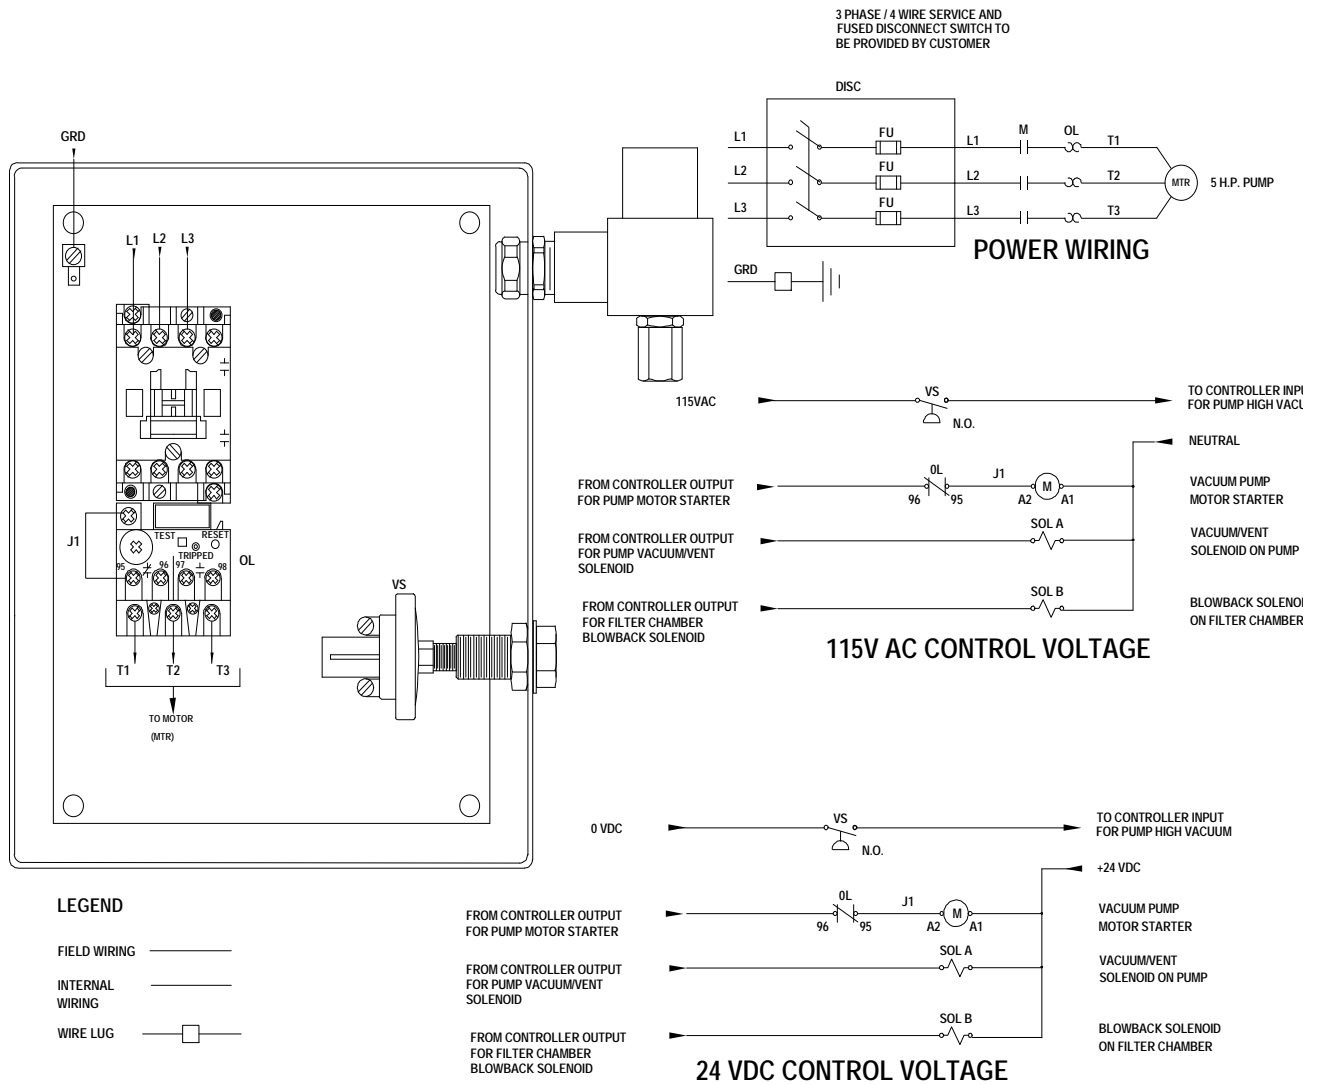 3 PHASE / 4 WIRE SERVICE AND
FUSED DISCONNECT SWITCH TO
BE PROVIDED BY CUSTOMER
DISC
L1 FU L1 M OL T1
L2 FU L2 T2 MTR 5 H.P. PUMP
L3 FU L3 T3
POWER WIRING
GRD
GRD
L1 L2 L3
J1
TEST RESET
TRIPPED
OL
95 96 97 98
T1 T2 T3
TO MOTOR
(MTR)
VS
115VAC VS N.O.
TO CONTROLLER INPU
FOR PUMP HIGH VACU
NEUTRAL
FROM CONTROLLER OUTPUT
FOR PUMP MOTOR STARTER
0L
96 95 J1 A2 M A1
VACUUM PUMP
MOTOR STARTER
FROM CONTROLLER OUTPUT
FOR PUMP VACUUM/VENT
SOLENOID
SOL A
VACUUM/VENT
SOLENOID ON PUMP
FROM CONTROLLER OUTPUT
FOR FILTER CHAMBER
BLOWBACK SOLENOID
SOL B
BLOWBACK SOLENOI
ON FILTER CHAMBER
115V AC CONTROL VOLTAGE
0 VDC VS N.O.
TO CONTROLLER INPUT
FOR PUMP HIGH VACUUM
+24 VDC
FROM CONTROLLER OUTPUT
FOR PUMP MOTOR STARTER
0L
96 95 J1 A2 M A1
VACUUM PUMP
MOTOR STARTER
FROM CONTROLLER OUTPUT
FOR PUMP VACUUM/VENT
SOLENOID
SOL A
VACUUM/VENT
SOLENOID ON PUMP
FROM CONTROLLER OUTPUT
FOR FILTER CHAMBER
BLOWBACK SOLENOID
SOL B
BLOWBACK SOLENOID
ON FILTER CHAMBER
24 VDC CONTROL VOLTAGE
LEGEND
FIELD WIRING
INTERNAL
WIRING
WIRE LUG